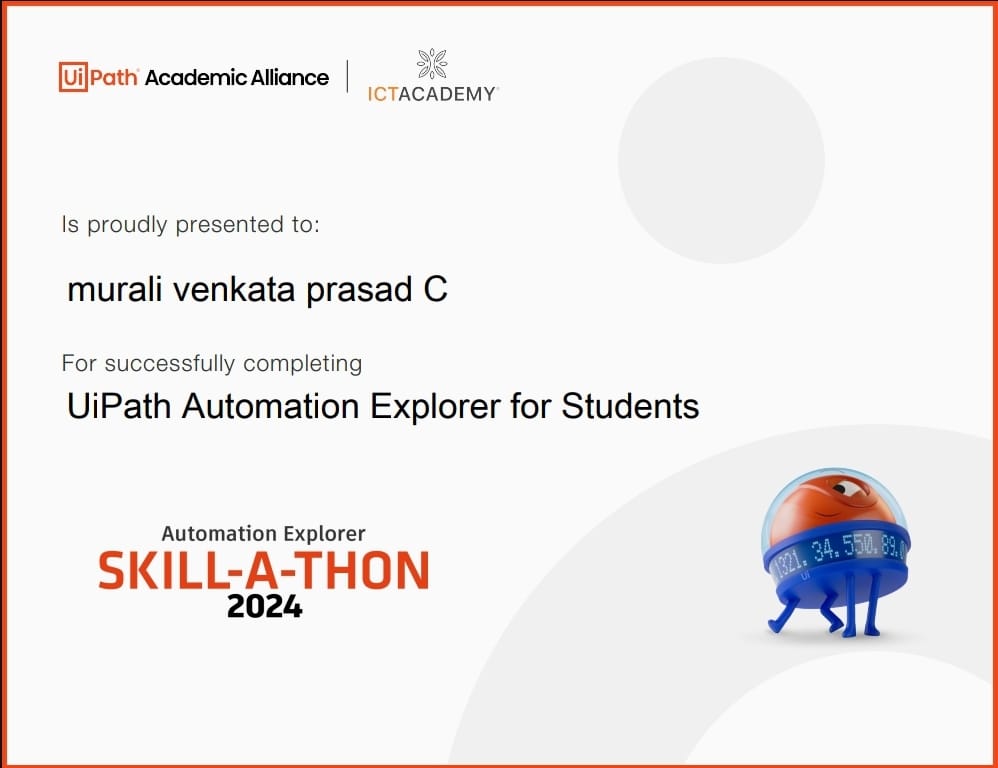 UiPath Academic Alliance
ICTACADEMY
Is proudly presented to:
murali venkata prasad C
For successfully completing
UiPath Automation Explorer for Students
Automation Explorer
SKILL-A-THON
2024
1321. 34. 550. 89.
Ui